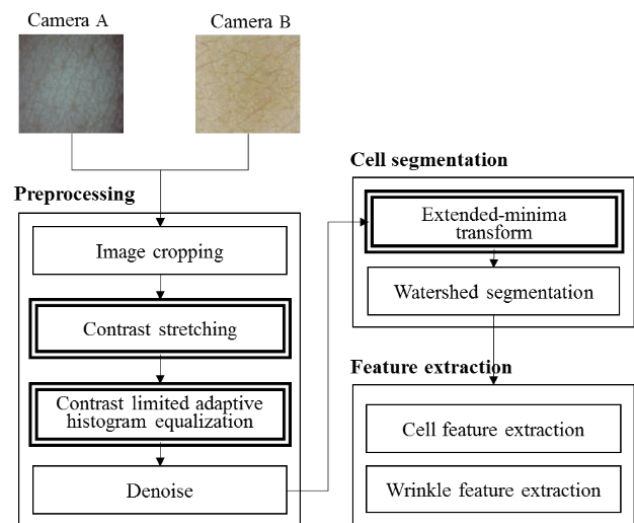 Camera A
Camera B
Preprocessing
Image cropping
Contrast stretching
Contrast limited adaptive
histogram equalization
Denoise
Cell segmentation
Extended-minima
transform
Watershed segmentation
Feature extraction
Cell feature extraction
Wrinkle feature extraction